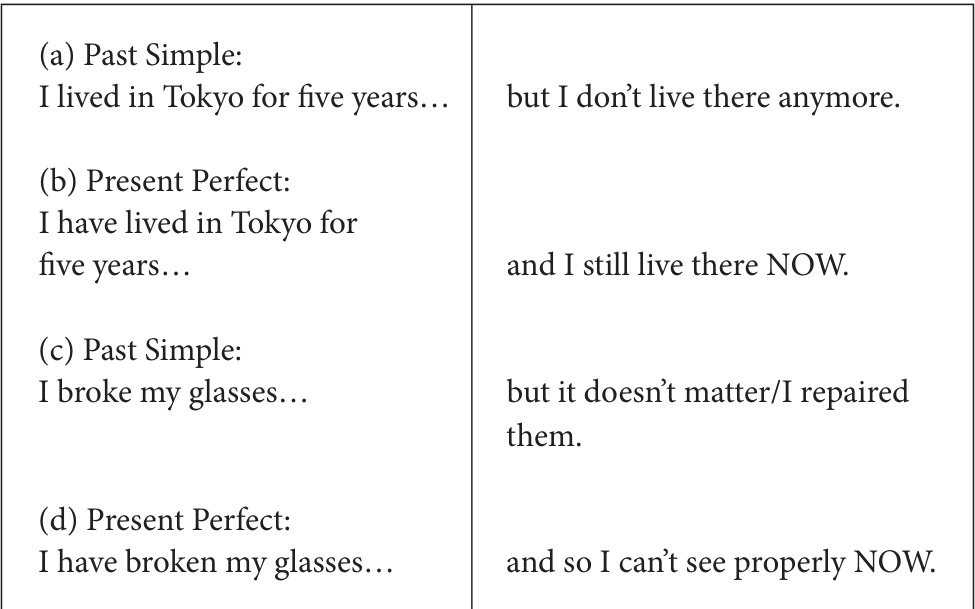 (a) Past Simple:
I lived in Tokyo for five years… but I don’t live there anymore.
(b) Present Perfect:
I have lived in Tokyo for
five years… and I still live there NOW.
(c) Past Simple:
I broke my glasses… but it doesn’t matter/I repaired
them.
(d) Present Perfect:
I have broken my glasses… and so I can’t see properly NOW.